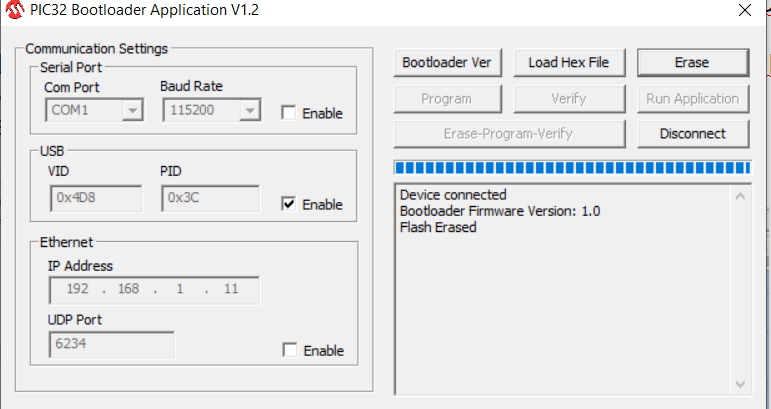 PIC32 Bootloader Application V1.2
Communication Settings
Serial Port
Com Port Baud Rate
COM1 115200 Enable
USB
VID PID
0x4D8 0x3C Enable
Ethernet
IP Address
192 . 168 . 1 . 11
UDP Port
6234 Enable
Bootloader Ver Load Hex File Erase
Program Verify Run Application
Erase-Program-Verify Disconnect
Device connected
Bootloader Firmware Version: 1.0
Flash Erased